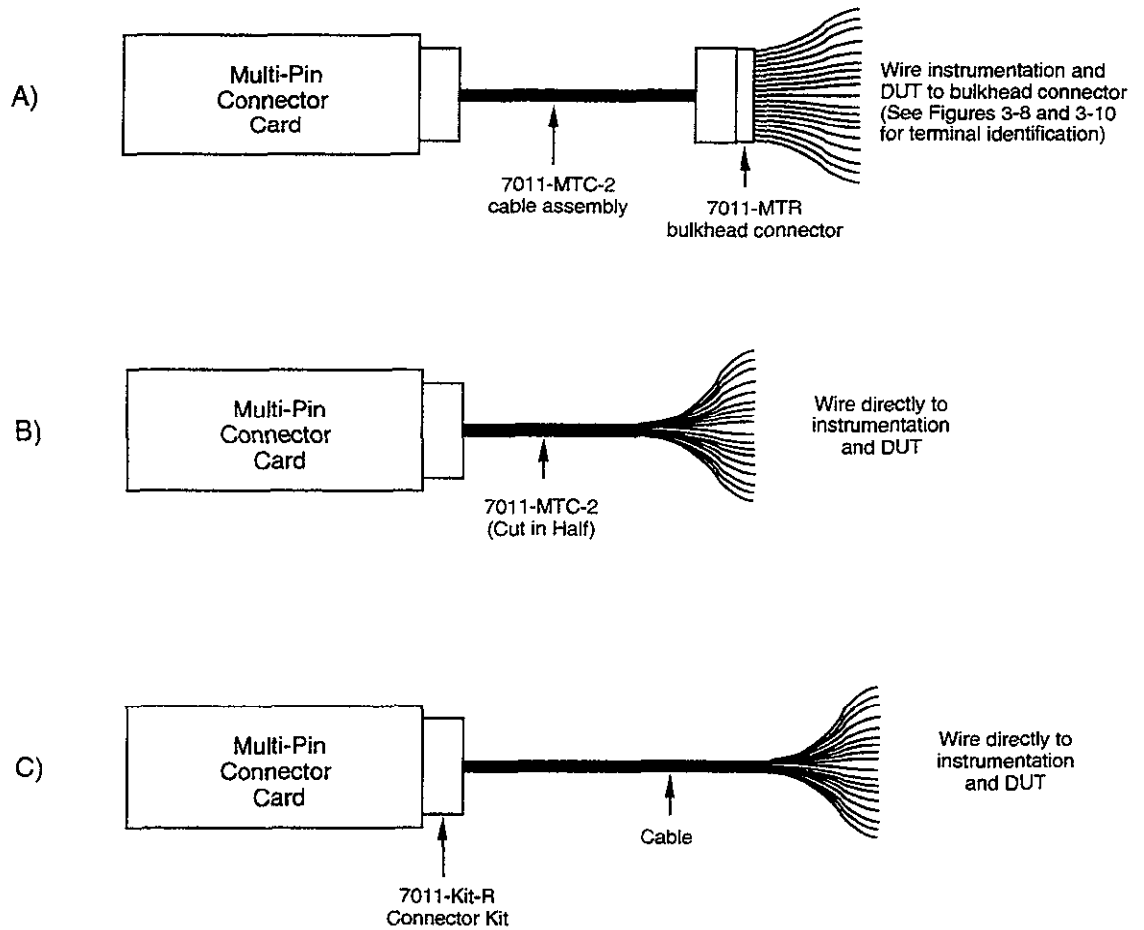 A)
Multi-Pin
Connector
Card
7011-MTC-2
cable assembly
7011-MTR
bulkhead connector
Wire instrumentation and
DUT to bulkhead connector
(See Figures 3-8 and 3-10
for terminal identification)
B)
Multi-Pin
Connector
Card
7011-MTC-2
(Cut in Half)
Wire directly to
instrumentation
and DUT
C)
Multi-Pin
Connector
Card
7011-Kit-R
Connector Kit
Cable
Wire directly to
instrumentation
and DUT